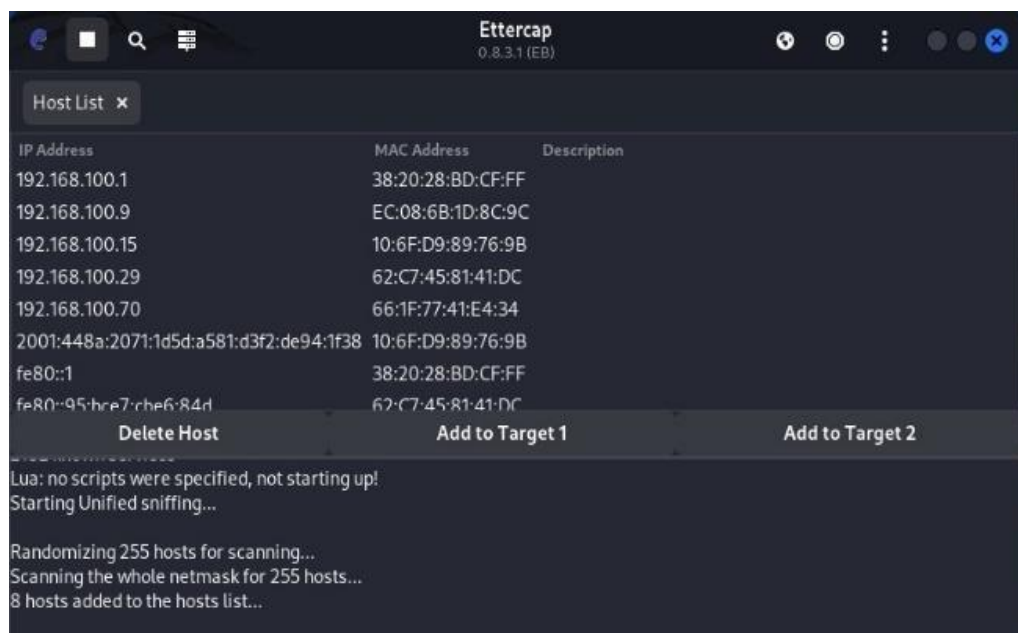 Ettercap
0.8.3.1 (EB)
Host List ×
IP Address MAC Address Description
192.168.100.1 38:20:28:BD:CF:FF
192.168.100.9 EC:08:6B:1D:8C:9C
192.168.100.15 10:6F:D9:89:76:9B
192.168.100.29 62:C7:45:81:41:DC
192.168.100.70 66:1F:77:41:E4:34
2001:448a:2071:1d5d:a581:d3f2:de94:1f38 10:6F:D9:89:76:9B
fe80::1 38:20:28:BD:CF:FF
fe80::95:bce7:cbe6:84d 62:C7:45:81:41:DC
Delete Host Add to Target 1 Add to Target 2
Lua: no scripts were specified, not starting up!
Starting Unified sniffing...
Randomizing 255 hosts for scanning...
Scanning the whole netmask for 255 hosts...
8 hosts added to the hosts list...